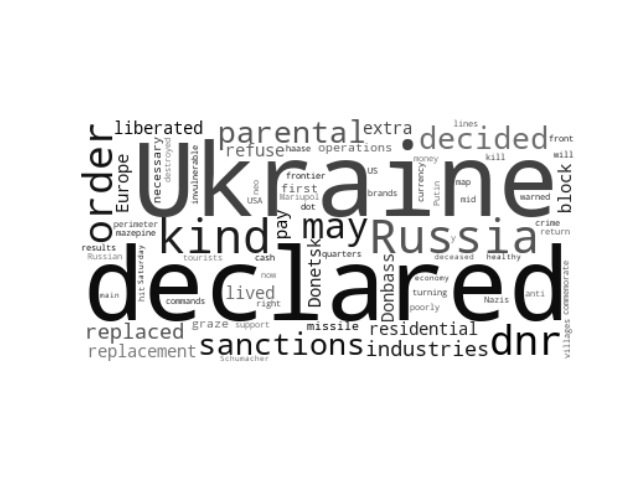 liberated
parental
extra
lines
decided
front
order
Europe
necessary
destroyed
refuse
haase
operations
invulnerable
Ukraine
money
kill
will
block
frontier
US
neo
USA
first
Mariupol
dot
brands
currency
Putin
map
mid
warned
perimeter
mazepine
kind
pay
may
Russia
y
crime
return
results
Russian
tourists
cash
quarters
Donetsk
Donbass
deceased
healthy
declared
main
hit
Saturday
commands
lived
now
right
economy
turning
poorly
Nazis
anti
commemorate
villages
replaced
graze
support
missile
residential
dnr
replacement
sanctions
industries
Schumacher